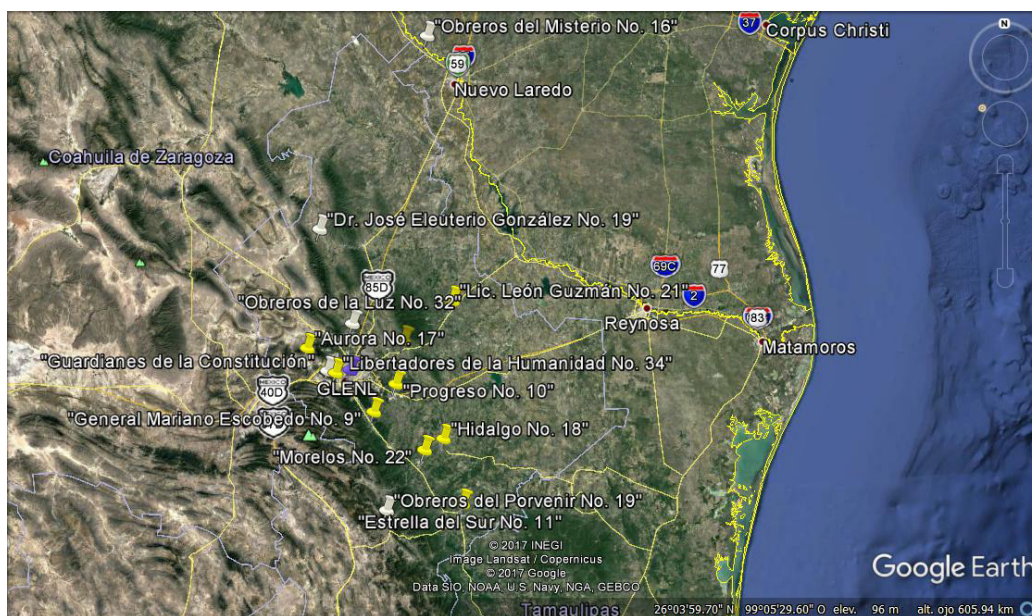 "Obreros del Misterio No. 16"
37
Corpus Christi
59
Nuevo Laredo
N
Coahuila de Zaragoza
"Dr. José Eleuterio González No. 19"
69C
77
MEXICO
85D
"Lic. León Guzmán No. 21"
2
"Obreros de la Luz No. 32"
Reynosa
83
"Aurora No. 17"
Matamoros
"Guardianes de la Constitución"
"Libertadores de la Humanidad No. 34"
MEXICO
40D
GLENL
"Progreso No. 10"
"General Mariano Escobedo No. 9"
"Hidalgo No. 18"
"Morelos No. 22"
"Obreros del Porvenir No. 19"
"Estrella del Sur No. 11"
© 2017 INEGI
Image Landsat / Copernicus
© 2017 Google
Data SIO, NOAA, U.S. Navy, NGA, GEBCO
Google Earth
Tamaulipas
26°03'59.70" N 99°05'29.60" O elev. 96 m alt. ojo 605.94 km